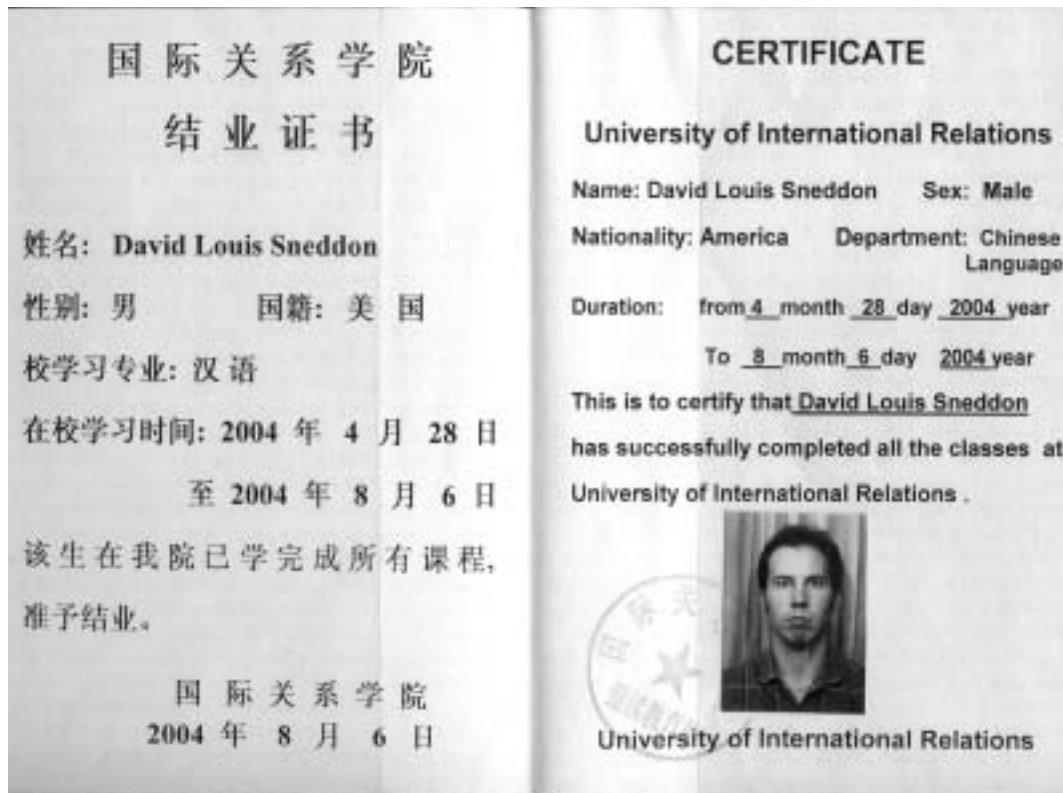 国际关系学院
结业证书
姓名: David Louis Sneddon
性别: 男 国籍: 美国
校学习专业: 汉语
在校学习时间: 2004 年 4 月 28 日
至 2004 年 8 月 6 日
该生在我院已学完成所有课程,
准予结业。
国际关系学院
2004 年 8 月 6 日
CERTIFICATE
University of International Relations
Name: David Louis Sneddon Sex: Male
Nationality: America Department: Chinese
Language
Duration: from 4 month 28 day 2004 year
To 8 month 6 day 2004 year
This is to certify that David Louis Sneddon
has successfully completed all the classes at
University of International Relations .
国际关
University of International Relations